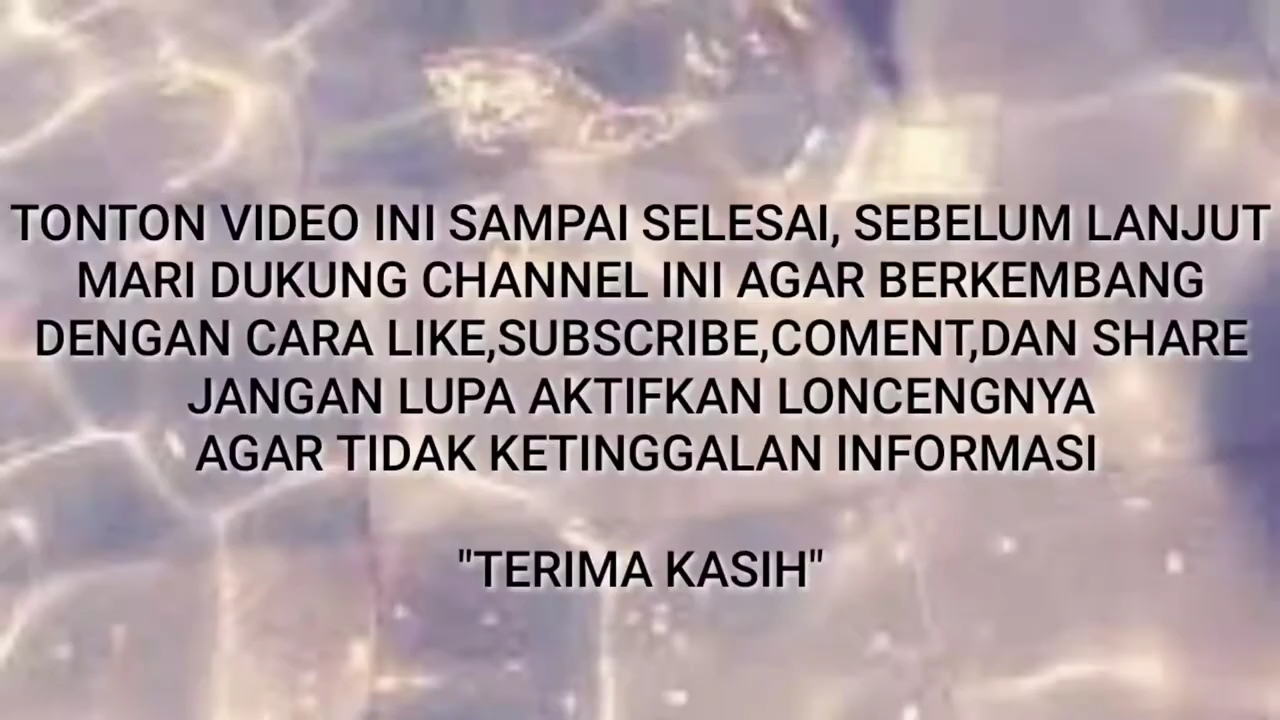 TONTON VIDEO INI SAMPAI SELESAI, SEBELUM LANJUT
MARI DUKUNG CHANNEL INI AGAR BERKEMBANG
DENGAN CARA LIKE,SUBSCRIBE,COMENT,DAN SHARE
JANGAN LUPA AKTIFKAN LONCENGNYA
AGAR TIDAK KETINGGALAN INFORMASI
"TERIMA KASIH"